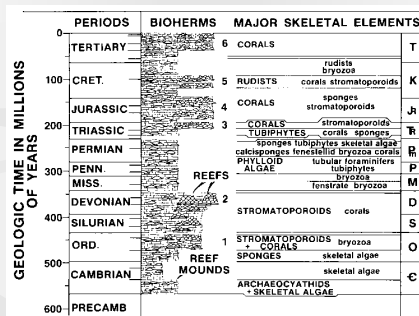 PERIODS BIOHERMS MAJOR SKELETAL ELEMENTS
GEOLOGIC TIME IN MILLIONS
OF YEARS
0
TERTIARY 6 CORALS T
rudists
bryozoa
100 CRET. 5 RUDISTS corals stromatoporoids K
JURASSIC 4 CORALS sponges
stromatoporoids
200 TRIASSIC 3 CORALS stromatoporoids
TUBIPHYTES corals sponges
PERMIAN sponges tubiphytes skeletal algae
calcisponges fenestellid bryozoa corals
300 PENN. PHYLLOID
ALGAE tubular foraminifers
tubiphytes P
MISS. REEFS bryozoa
fenstrate bryozoa M
DEVONIAN 2 D
400 SILURIAN STROMATOPOROIDS corals S
ORD. 1 STROMATOPOROIDS
+ CORALS bryozoa O
REEF
MOUNDS SPONGES skeletal algae
500 CAMBRIAN skeletal algae
ARCHAEOCYATHIDS
+ SKELETAL ALGAE
600 PRECAMB